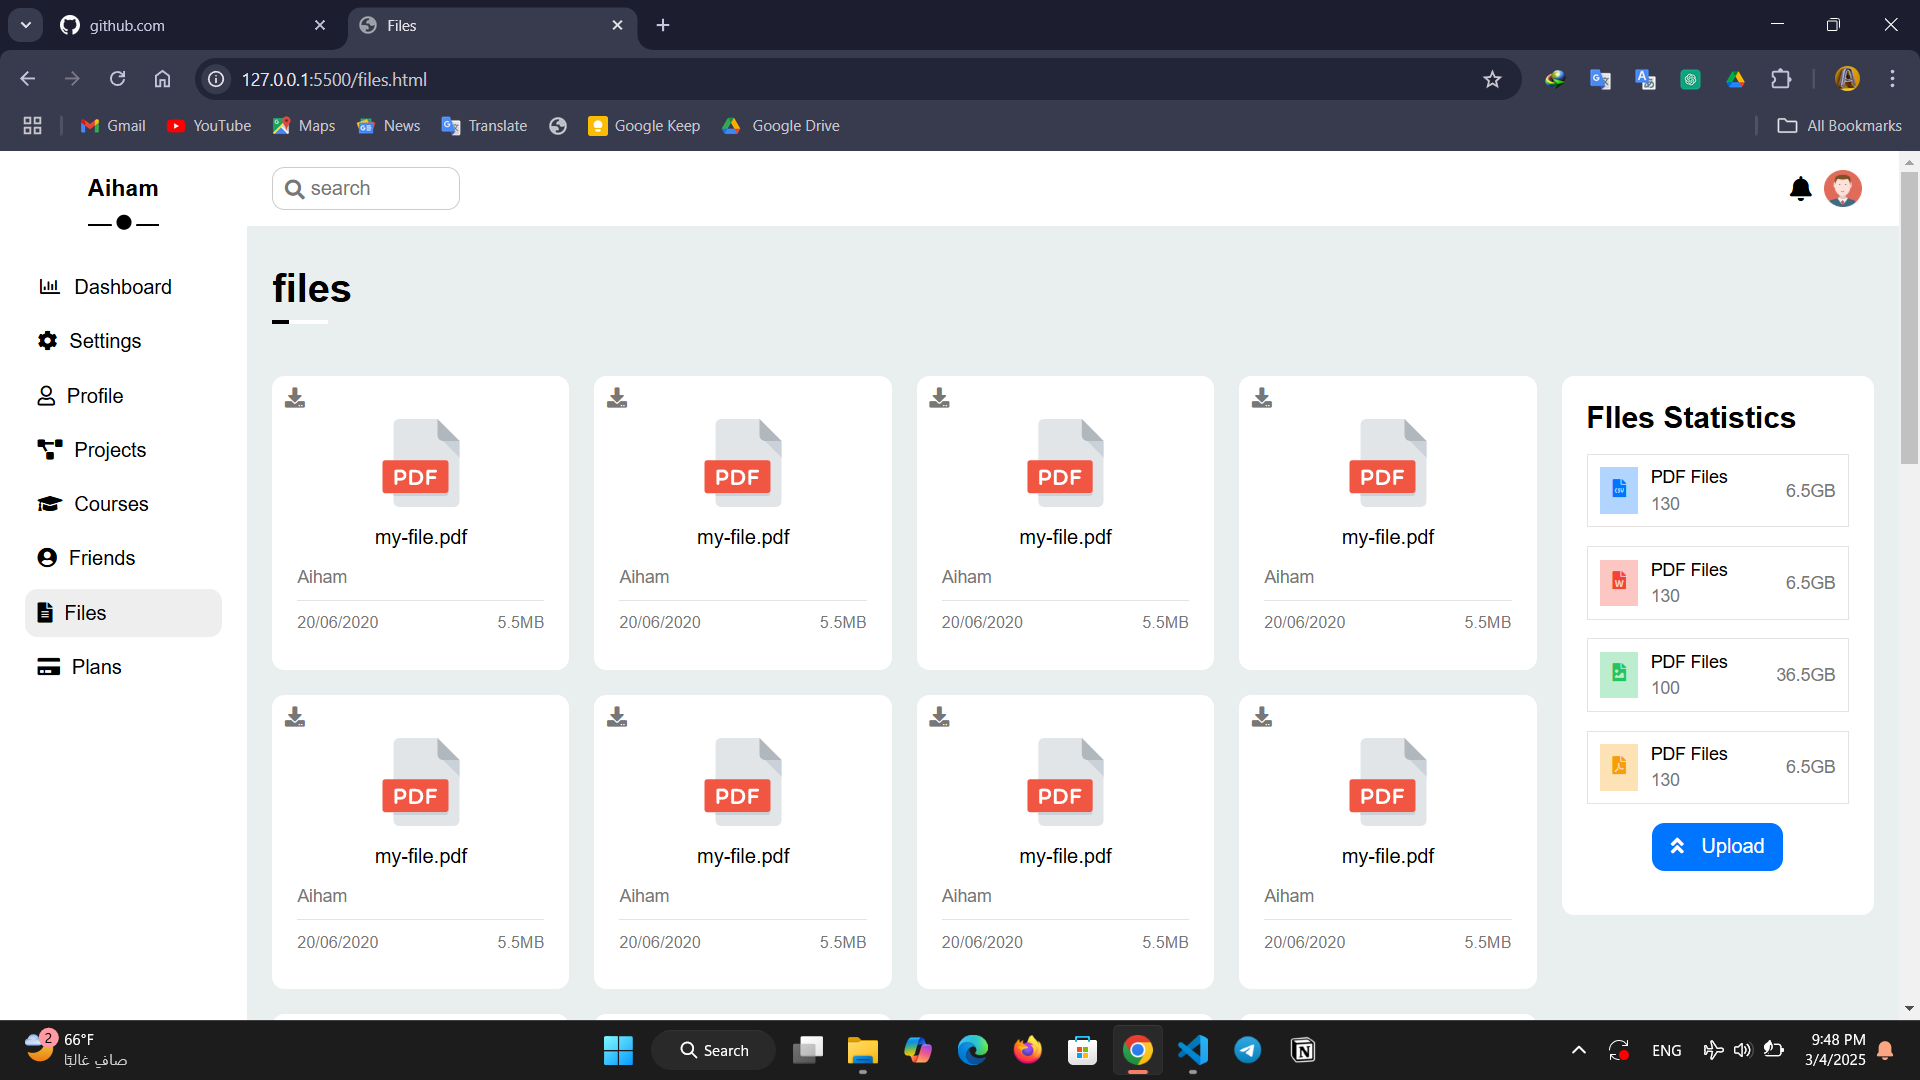 github.com
Files
127.0.0.1:5500/files.html
Gmail
YouTube
Maps
News
Translate
Google Keep
Google Drive
All Bookmarks
Aiham
search
Dashboard
Settings
Profile
Projects
Courses
Friends
Files
Plans
files
PDF
my-file.pdf
Aiham
20/06/2020 5.5MB
PDF
my-file.pdf
Aiham
20/06/2020 5.5MB
PDF
my-file.pdf
Aiham
20/06/2020 5.5MB
PDF
my-file.pdf
Aiham
20/06/2020 5.5MB
PDF
my-file.pdf
Aiham
20/06/2020 5.5MB
PDF
my-file.pdf
Aiham
20/06/2020 5.5MB
PDF
my-file.pdf
Aiham
20/06/2020 5.5MB
PDF
my-file.pdf
Aiham
20/06/2020 5.5MB
FIles Statistics
CSV
PDF Files
130
6.5GB
W
PDF Files
130
6.5GB
PDF Files
100
36.5GB
PDF Files
130
6.5GB
Upload
2
66°F
صافٍ غالبًا
Search
ENG
9:48 PM
3/4/2025